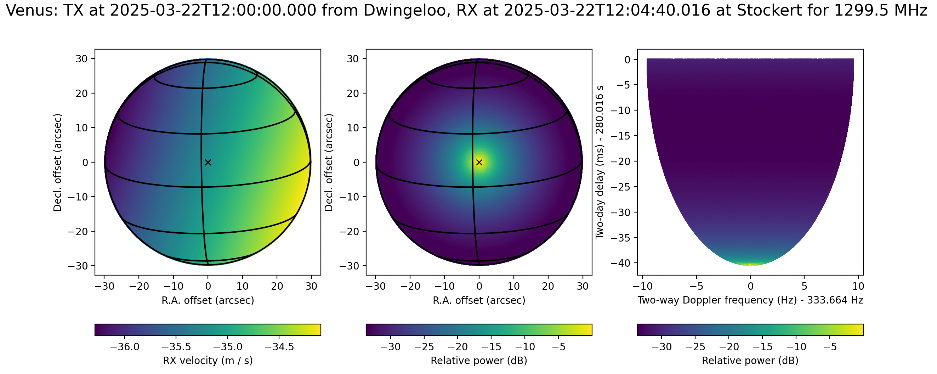 Venus: TX at 2025-03-22T12:00:00.000 from Dwingeloo, RX at 2025-03-22T12:04:40.016 at Stockert for 1299.5 MHz
Decl. offset (arcsec)
30
20
10
0
−10
−20
−30
−30 −20 −10 0 10 20 30
R.A. offset (arcsec)
−36.0 −35.5 −35.0 −34.5
RX velocity (m / s)
Decl. offset (arcsec)
30
20
10
0
−10
−20
−30
−30 −20 −10 0 10 20 30
R.A. offset (arcsec)
−30 −25 −20 −15 −10 −5
Relative power (dB)
Two-day delay (ms) - 280.016 s
0
−5
−10
−15
−20
−25
−30
−35
−40
−10 −5 0 5 10
Two-way Doppler frequency (Hz) - 333.664 Hz
−30 −25 −20 −15 −10 −5
Relative power (dB)